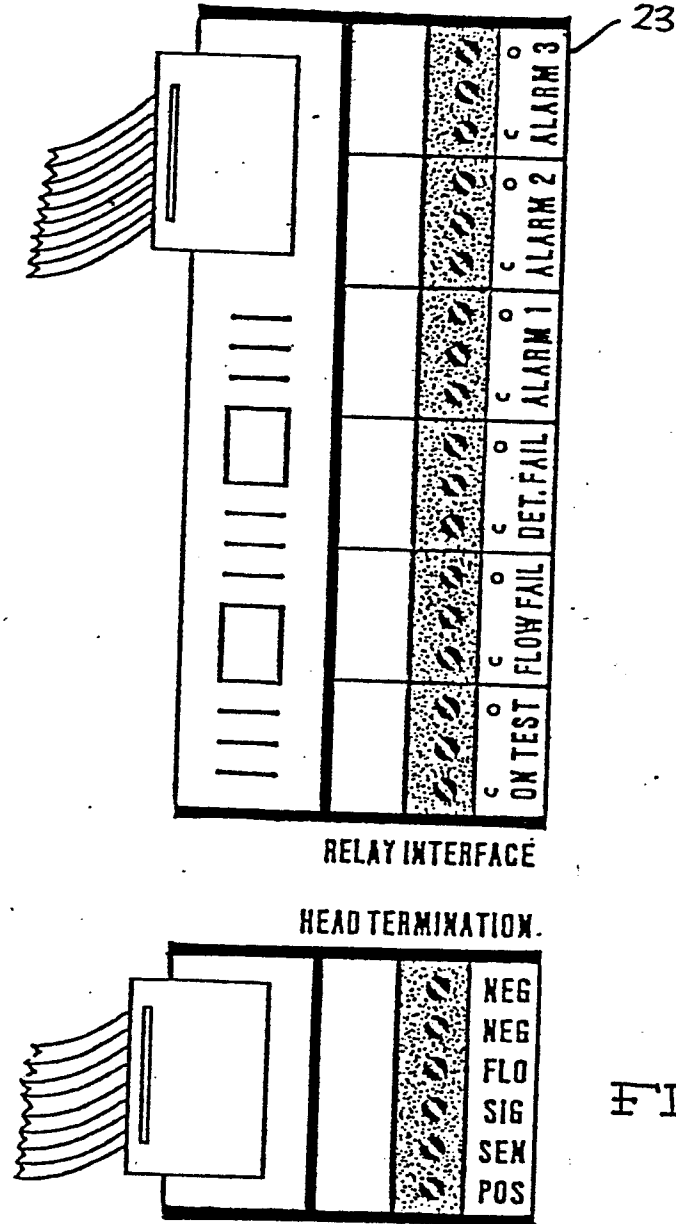 23
C O ALARM 3
C O ALARM 2
C O ALARM 1
C O DET.FAIL
C O FLOW FAIL
C O ON TEST
RELAY INTERFACE
HEAD TERMINATION.
NEG
NEG
FLO
SIG
SEN
POS